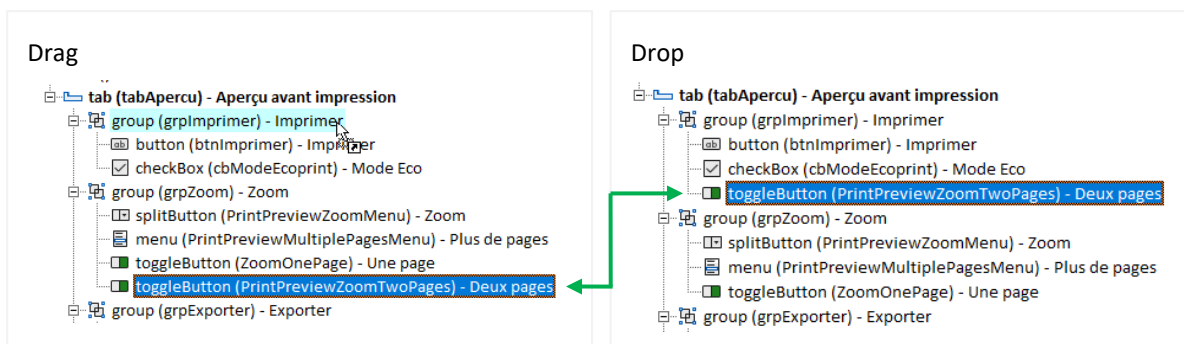 Drag
tab (tabApercu) - Aperçu avant impression
group (grpImprimer) - Imprimer
button (btnImprimer) - Imprimer
checkBox (cbModeEcoprint) - Mode Eco
group (grpZoom) - Zoom
splitButton (PrintPreviewZoomMenu) - Zoom
menu (PrintPreviewMultiplePagesMenu) - Plus de pages
toggleButton (ZoomOnePage) - Une page
toggleButton (PrintPreviewZoomTwoPages) - Deux pages
group (grpExporter) - Exporter
Drop
tab (tabApercu) - Aperçu avant impression
group (grpImprimer) - Imprimer
button (btnImprimer) - Imprimer
checkBox (cbModeEcoprint) - Mode Eco
toggleButton (PrintPreviewZoomTwoPages) - Deux pages
group (grpZoom) - Zoom
splitButton (PrintPreviewZoomMenu) - Zoom
menu (PrintPreviewMultiplePagesMenu) - Plus de pages
toggleButton (ZoomOnePage) - Une page
group (grpExporter) - Exporter